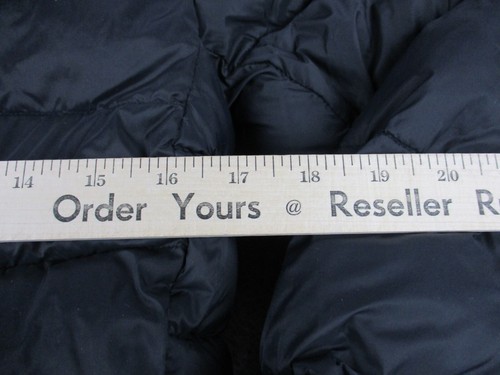 14 15 16 17 18 19 20
Order Yours @ Reseller R